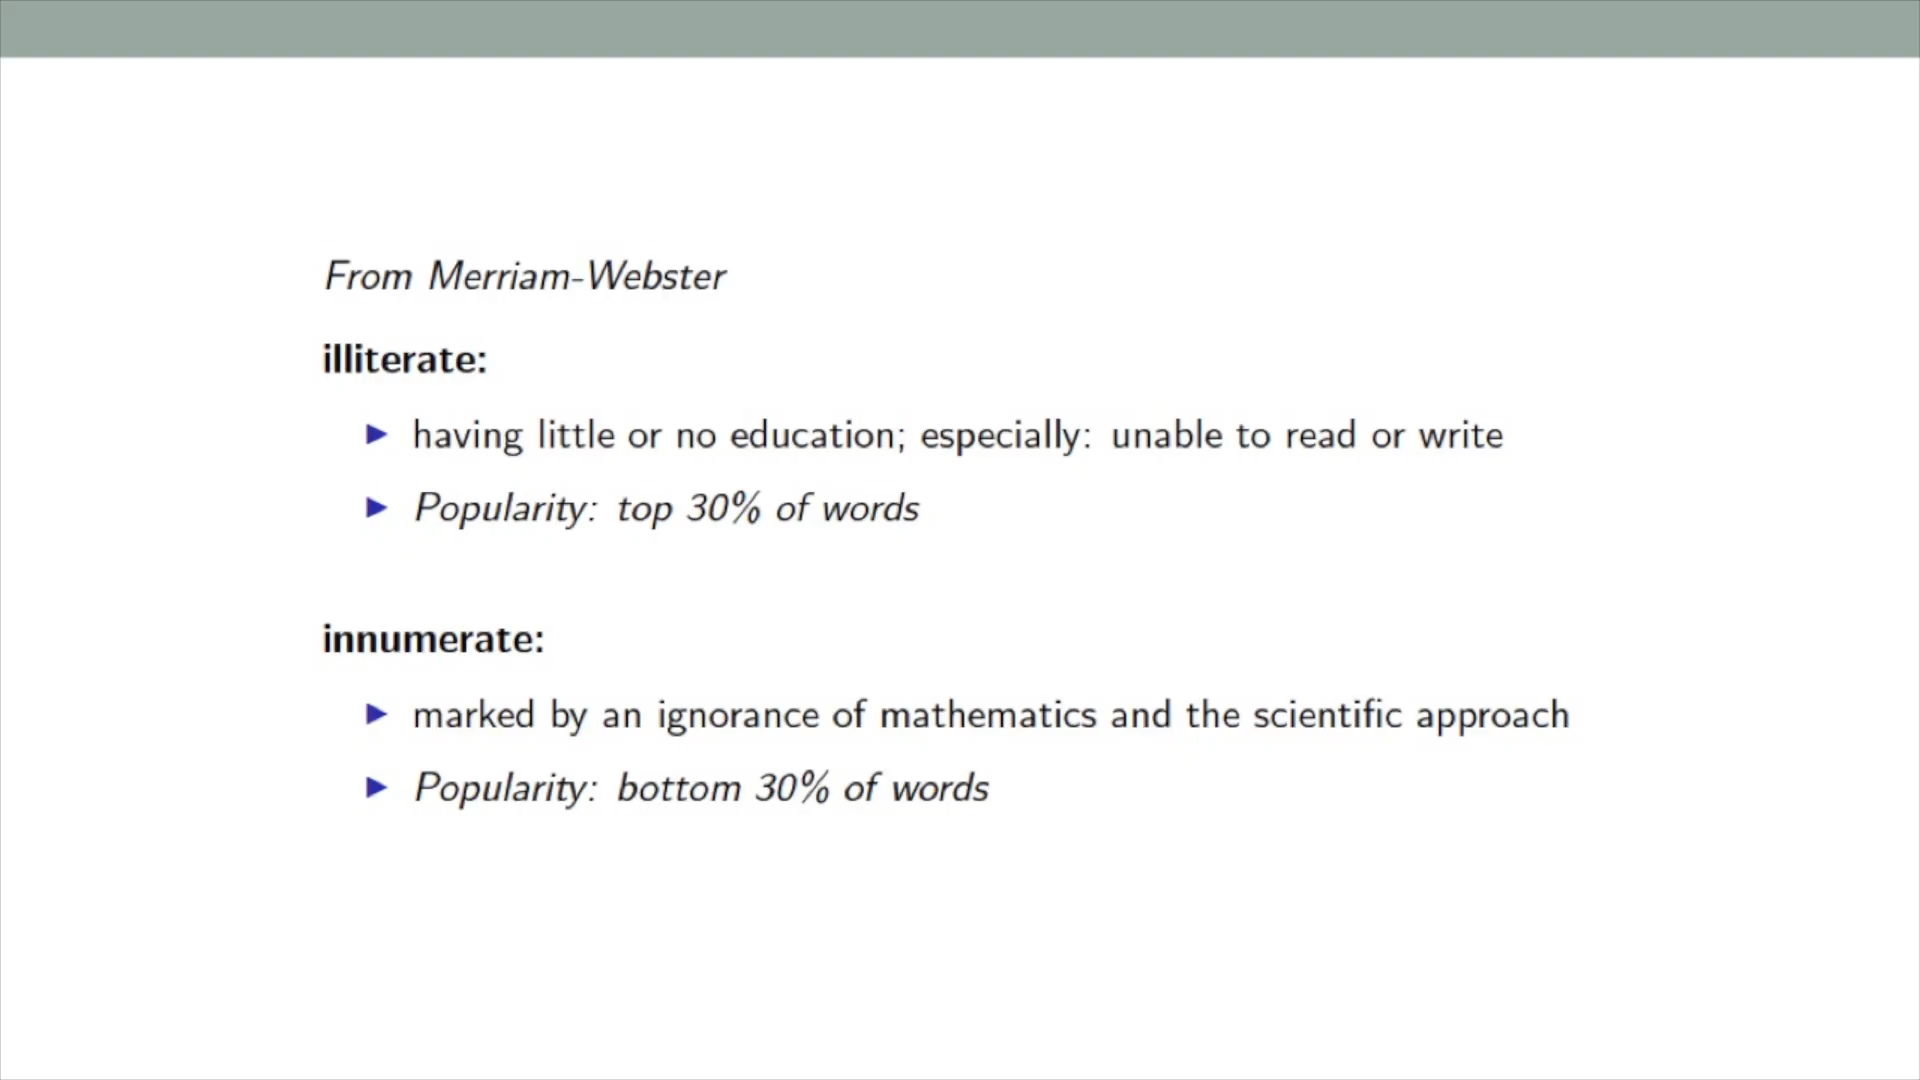 From Merriam-Webster
illiterate:
▶ having little or no education; especially: unable to read or write
▶ Popularity: top 30% of words
innumerate:
▶ marked by an ignorance of mathematics and the scientific approach
▶ Popularity: bottom 30% of words